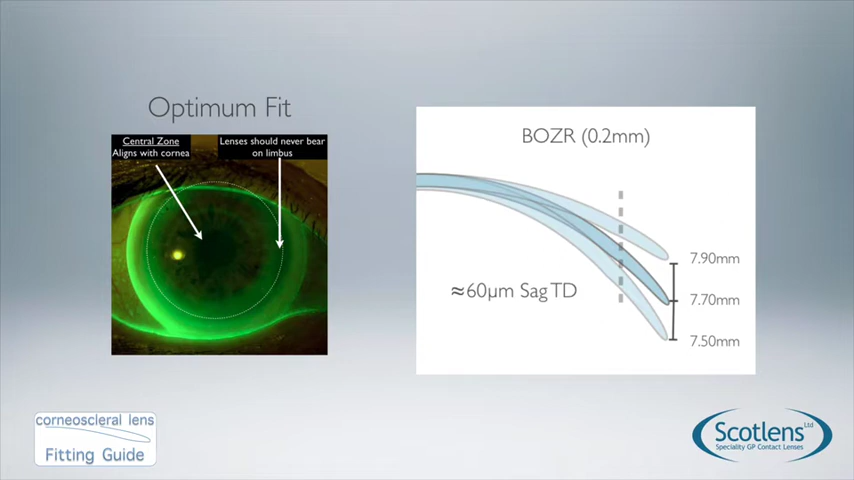 Optimum Fit
Central Zone
Aligns with cornea
Lenses should never bear
on limbus
BOZR (0.2mm)
≈60μm Sag TD
7.90mm
7.70mm
7.50mm
corneoscleral lens
Fitting Guide
Scotlens Ltd
Speciality GP Contact Lenses